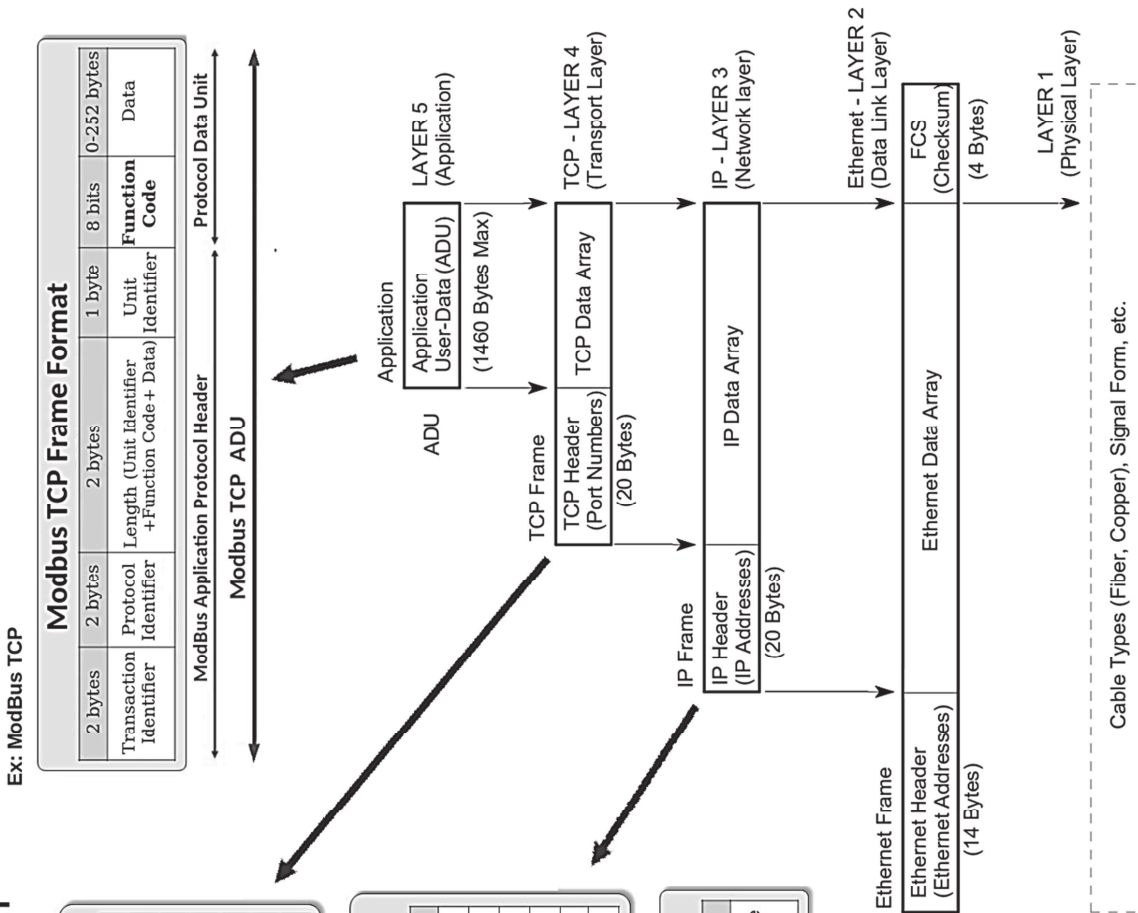 Ex: ModBus TCP
Modbus TCP Frame Format
2 bytes
2 bytes
2 bytes
1 byte
8 bits
0-252 bytes
Transaction
Identifier
Protocol
Identifier
Length (Unit Identifier
+Function Code+ Data)
Unit
Identifier
Function
Code
Data
ModBus Application Protocol Header
Protocol Data Unit
Modbus TCP ADU
Application
ADU
Application
User-Data (ADU)
(1460 Bytes Max)
LAYER 5
(Application)
TCP Frame
TCP Header
(Port Numbers)
(20 Bytes)
TCP Data Array
TCP - LAYER 4
(Transport Layer)
IP Frame
IP Header
(IP Addresses)
(20 Bytes)
IP Data Array
IP - LAYER 3
(Network layer)
Ethernet Frame
Ethernet Header
(Ethernet Addresses)
(14 Bytes)
Ethernet Data Array
FCS
(Checksum)
(4 Bytes)
Ethernet - LAYER 2
(Data Link Layer)
LAYER 1
(Physical Layer)
Cable Types (Fiber, Copper), Signal Form, etc.